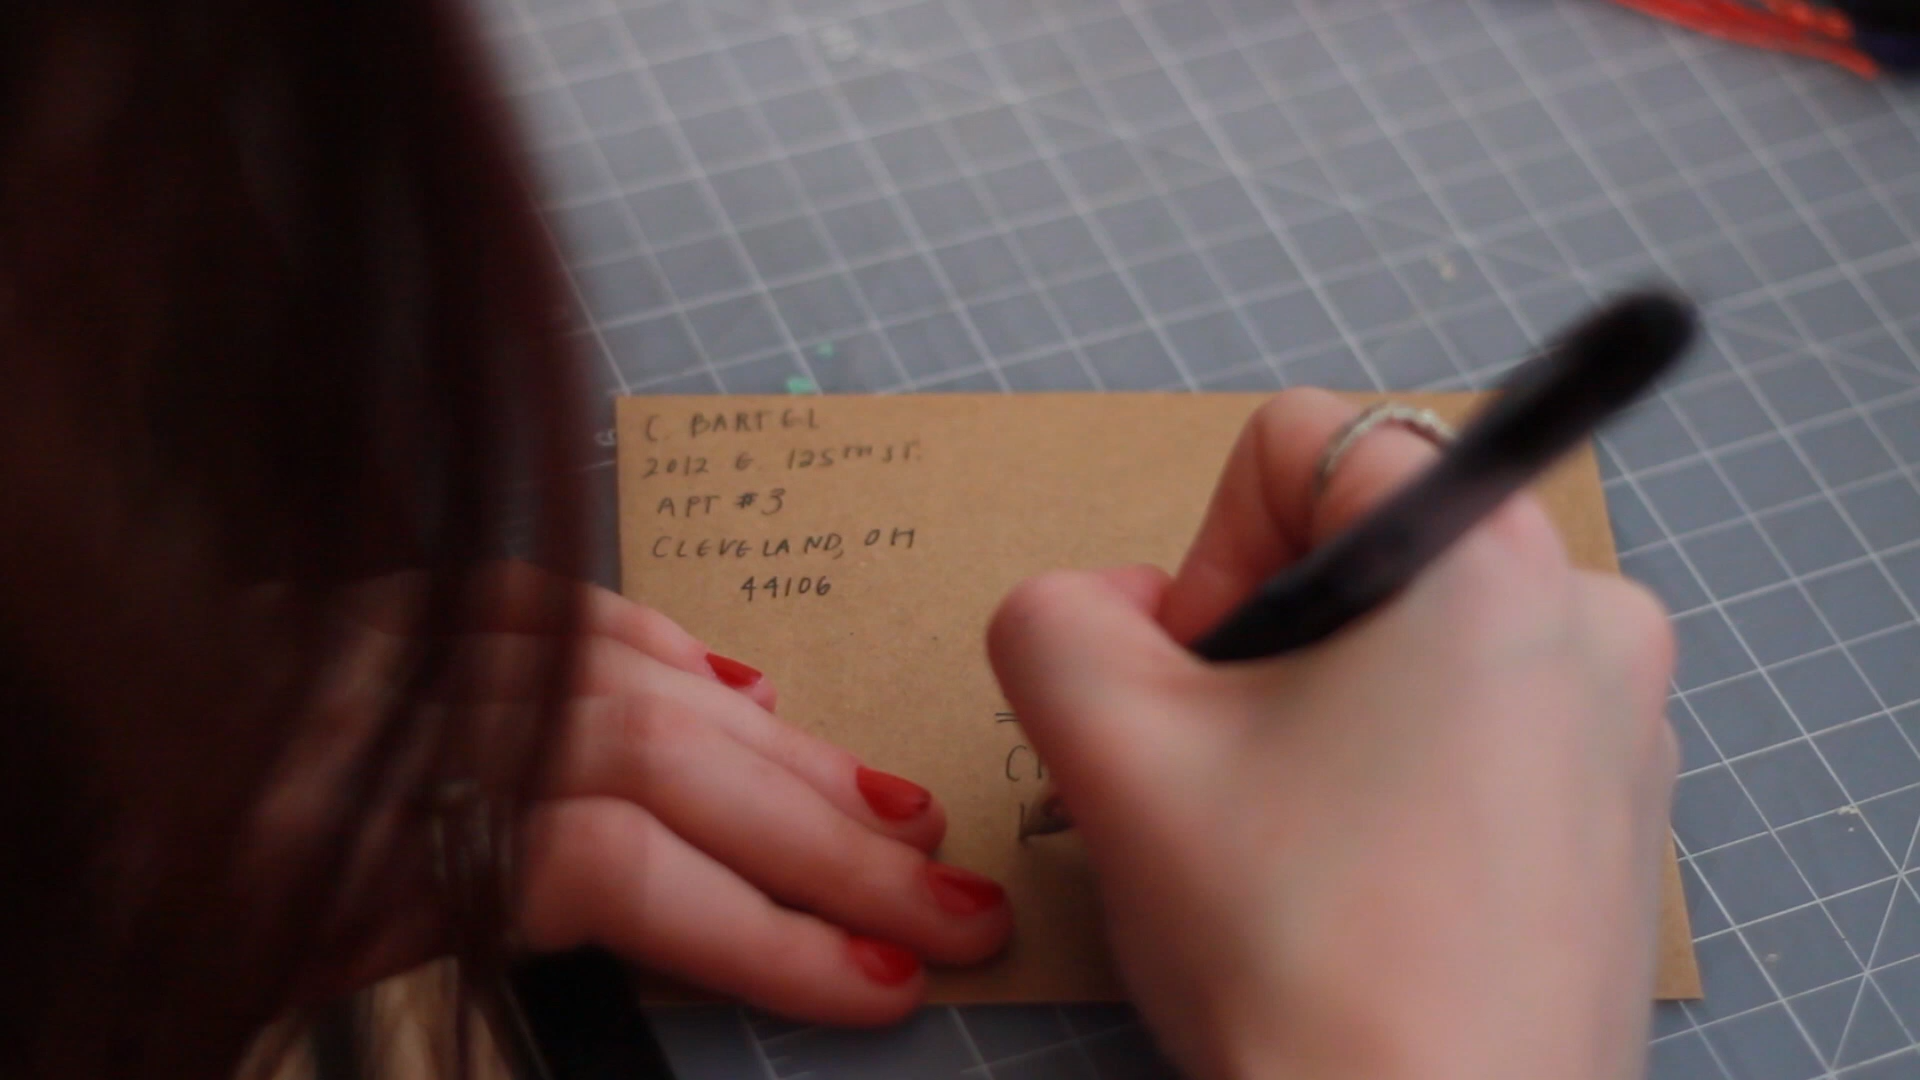 C. BARTEL
2012 E. 125TH ST.
APT #3
CLEVELAND, OH
44106